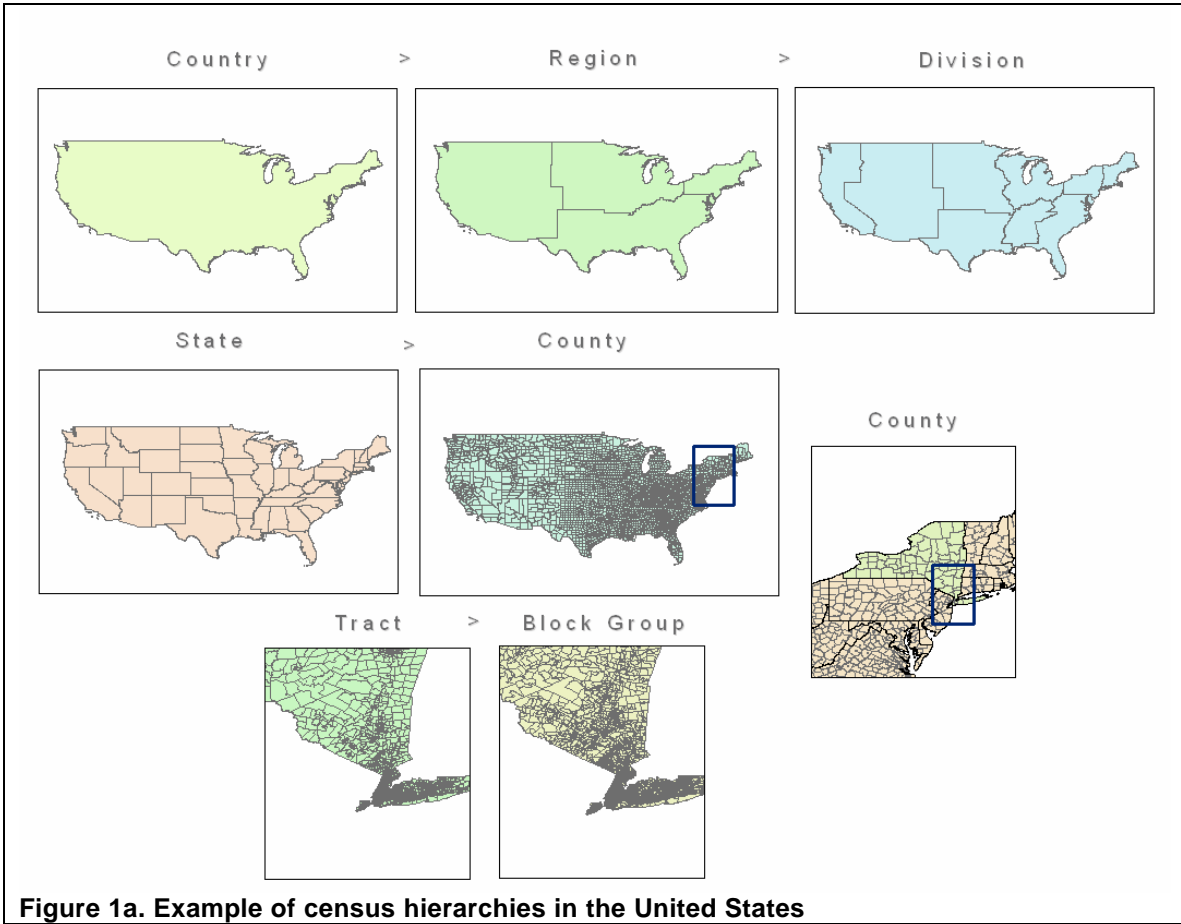 Country > Region > Division
State > County
County
Tract > Block Group
Figure 1a. Example of census hierarchies in the United States